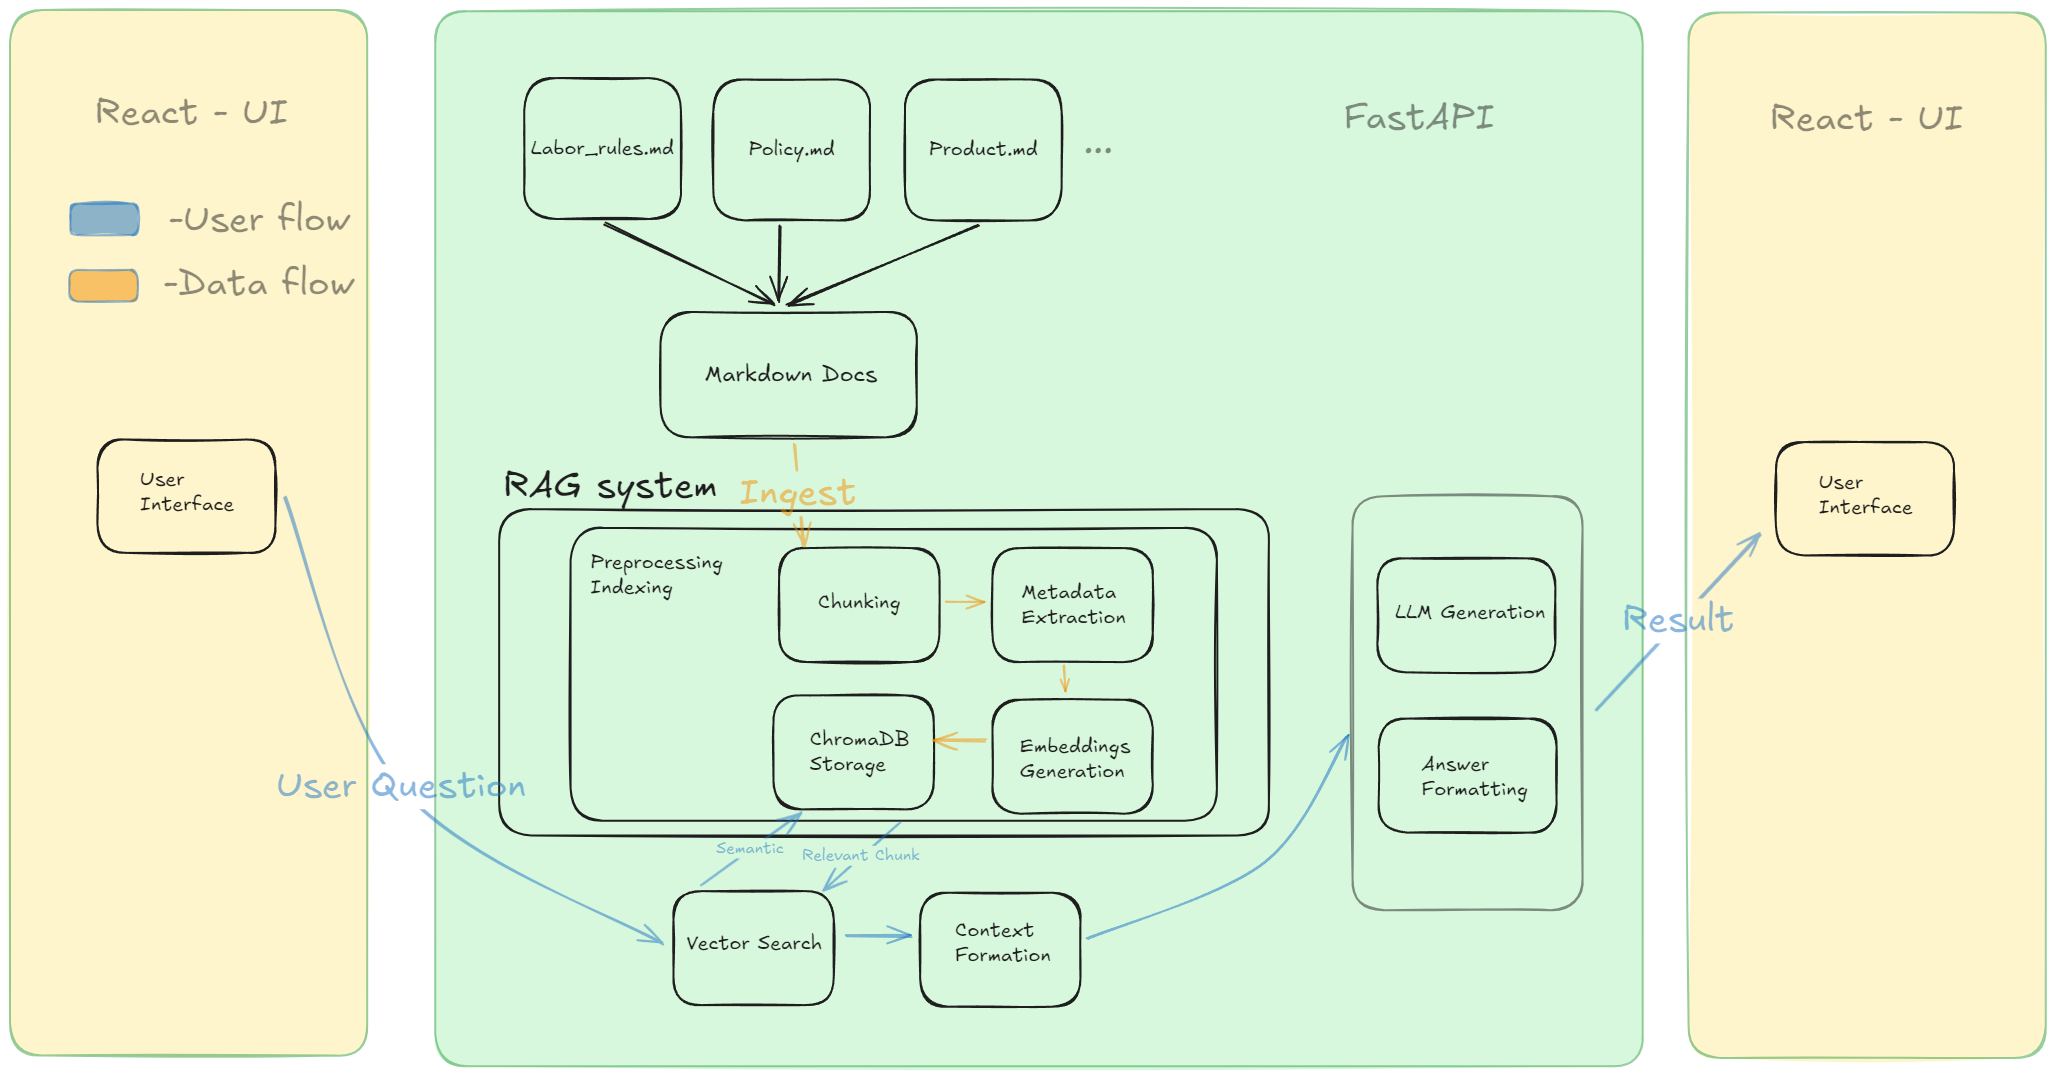 React - UI
-User flow
-Data flow
User
Interface
User Question
FastAPI
Labor_rules.md
Policy.md
Product.md
...
Markdown Docs
Ingest
RAG system
Preprocessing
Indexing
Chunking
Metadata
Extraction
ChromaDB
Storage
Embeddings
Generation
Semantic
Relevant Chunk
Vector Search
Context
Formation
LLM Generation
Answer
Formatting
Result
React - UI
User
Interface